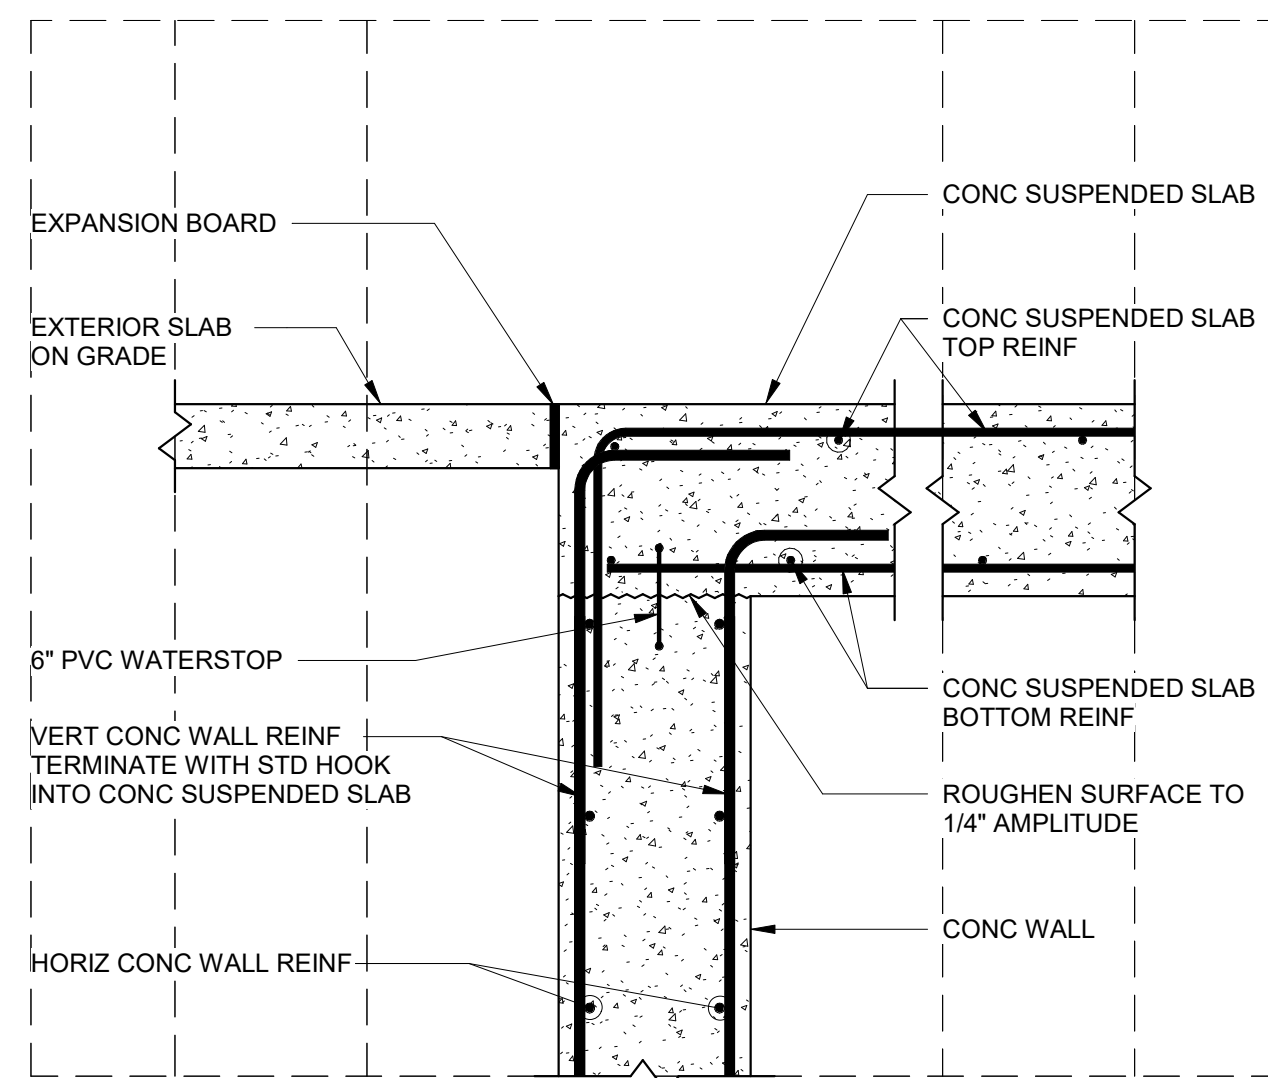 EXPANSION BOARD
EXTERIOR SLAB
ON GRADE
6" PVC WATERSTOP
VERT CONC WALL REINF
TERMINATE WITH STD HOOK
INTO CONC SUSPENDED SLAB
HORIZ CONC WALL REINF
CONC SUSPENDED SLAB
CONC SUSPENDED SLAB
TOP REINF
CONC SUSPENDED SLAB
BOTTOM REINF
ROUGHEN SURFACE TO
1/4" AMPLITUDE
CONC WALL